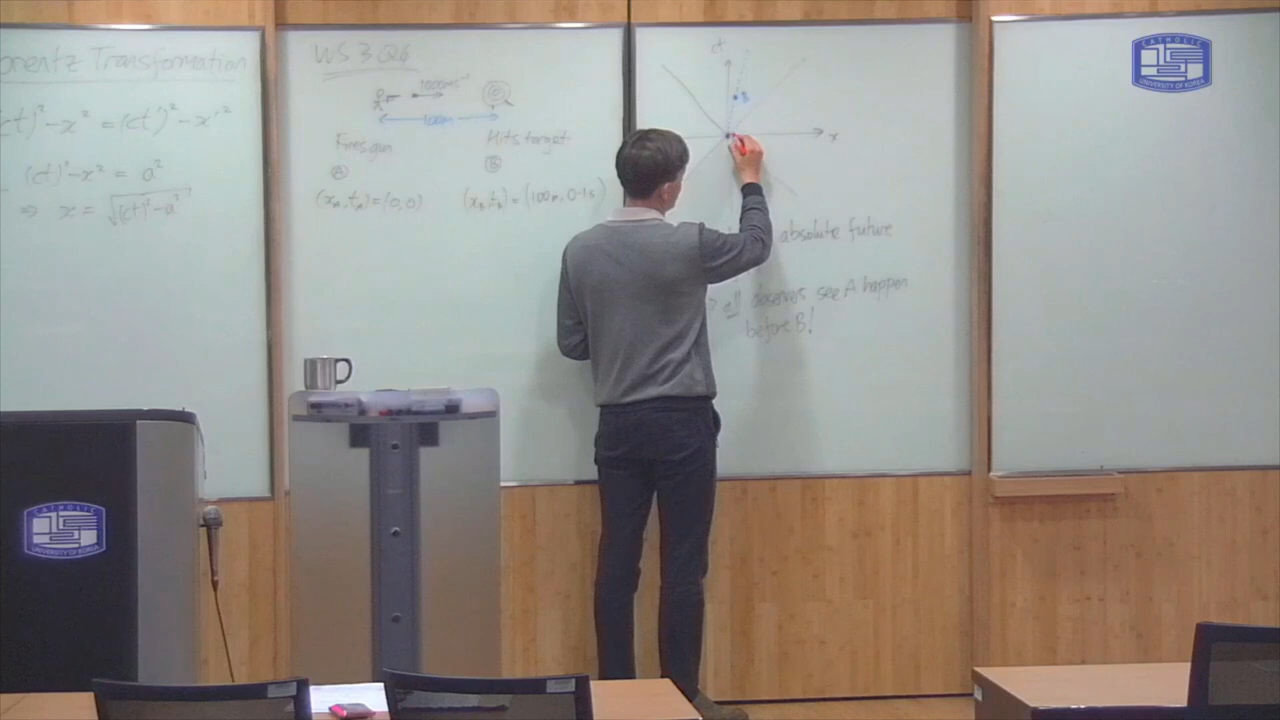 Lorentz Transformation
(ct)²-x² = (ct')²-x'²
(ct)²-x² = a²
⇒ x = √(ct)²-a²
WS 3 Q4
1000ms⁻¹
100m
Fires gun
Hits target
A
B
(x_A, t_A) = (0, 0)
(x_B, t_B) = (100m, 0.1s)
ct
B
x
absolute future
all observers see A happen
before B!
CATHOLIC
UNIVERSITY OF KOREA
CATHOLIC
UNIVERSITY OF KOREA